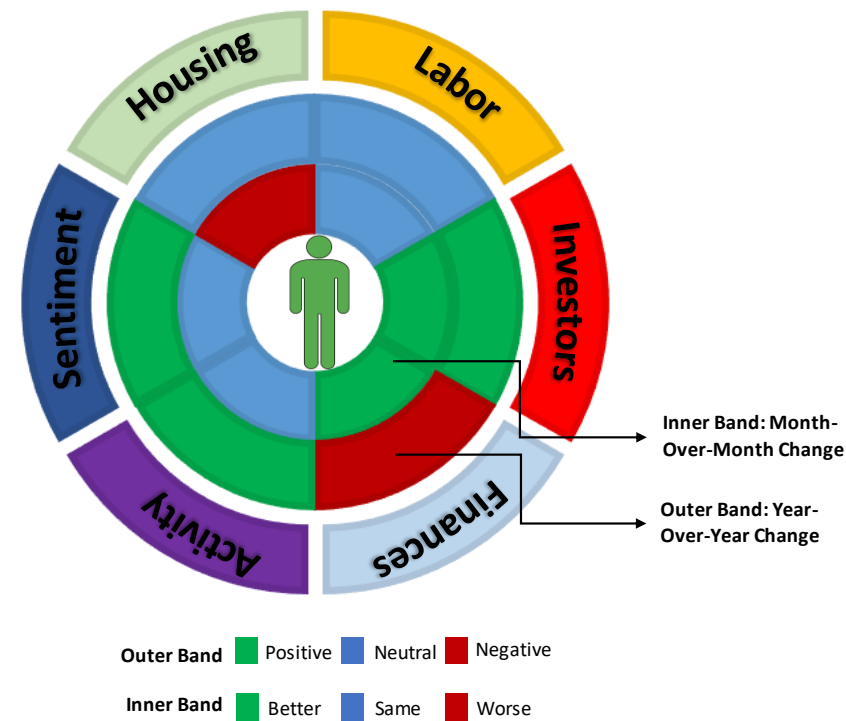 Housing
Labor
Sentiment
Investors
Activity
Finances
Inner Band: Month-
Over-Month Change
Outer Band: Year-
Over-Year Change
Outer Band Positive Neutral Negative
Inner Band Better Same Worse